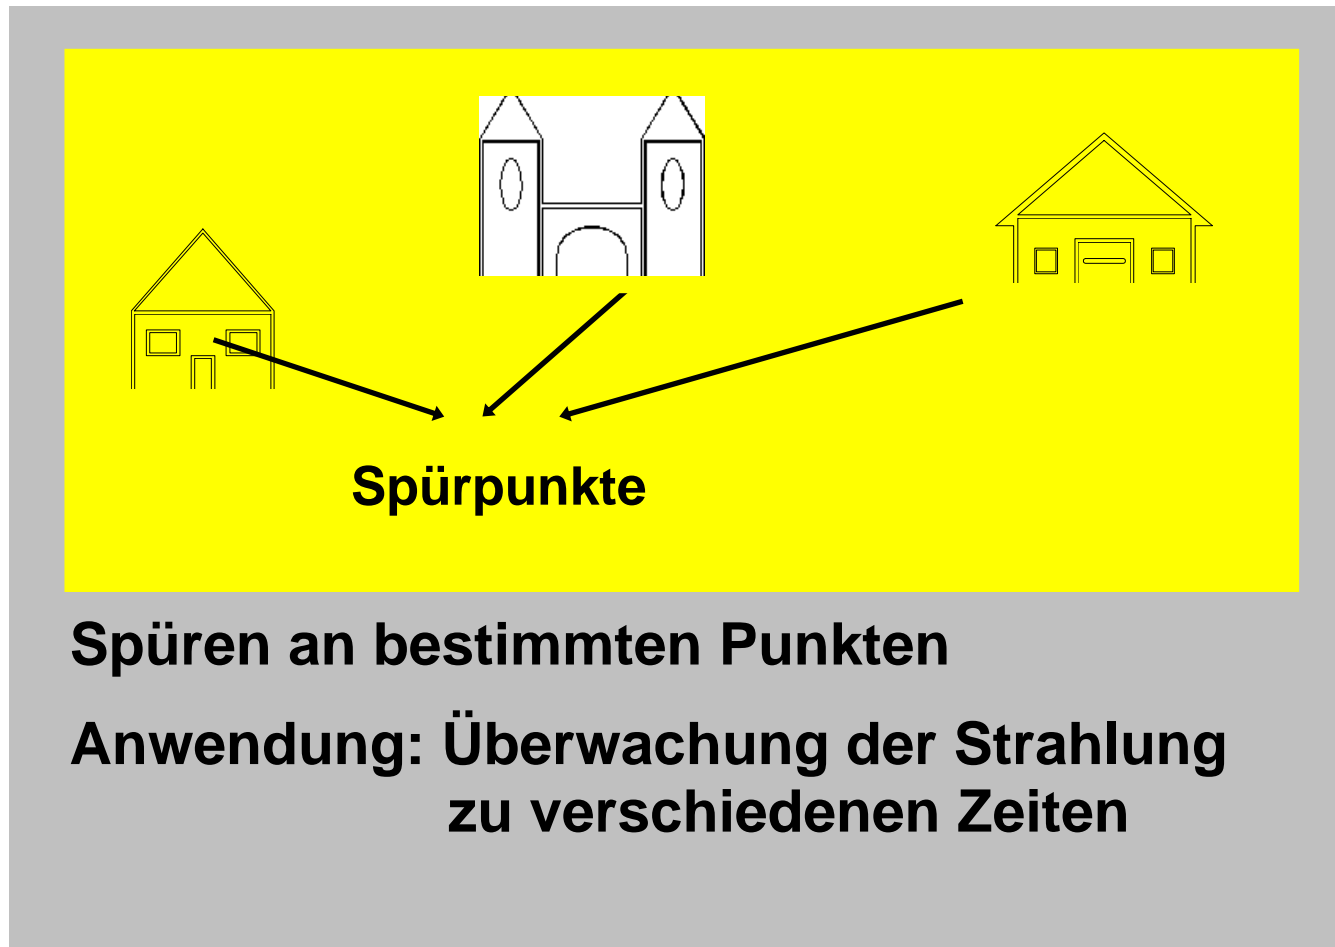 Spürpunkte
Spüren an bestimmten Punkten
Anwendung: Überwachung der Strahlung
zu verschiedenen Zeiten